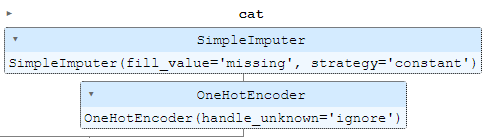 cat
SimpleImputer
SimpleImputer(fill_value='missing', strategy='constant')
OneHotEncoder
OneHotEncoder(handle_unknown='ignore')